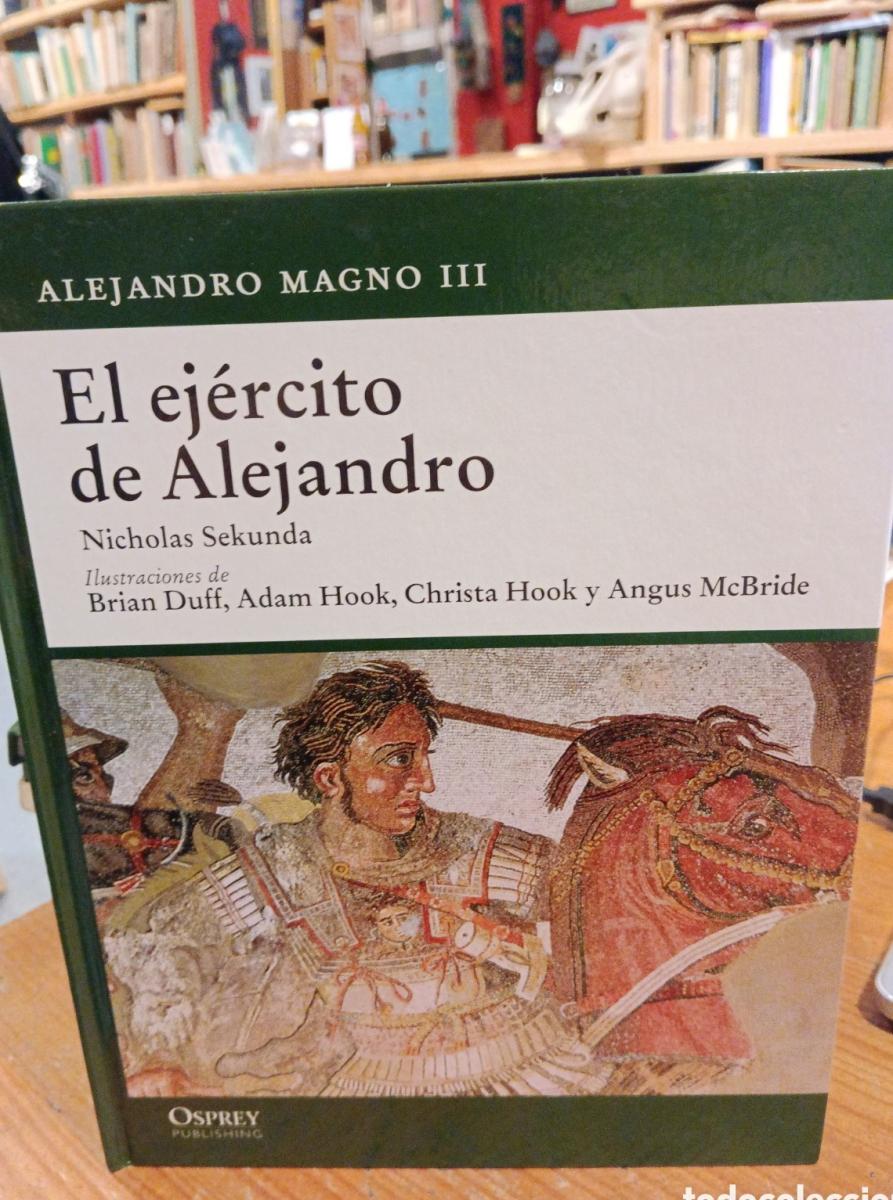 ALEJANDRO MAGNO III
El ejército
de Alejandro
Nicholas Sekunda
Ilustraciones de
Brian Duff, Adam Hook, Christa Hook y Angus McBride
OSPREY
PUBLISHING